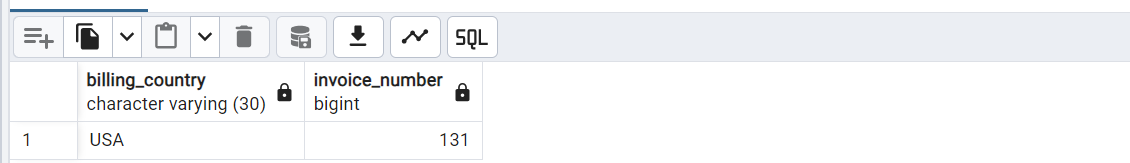 SQL
billing_country invoice_number
character varying (30) bigint
1 USA 131